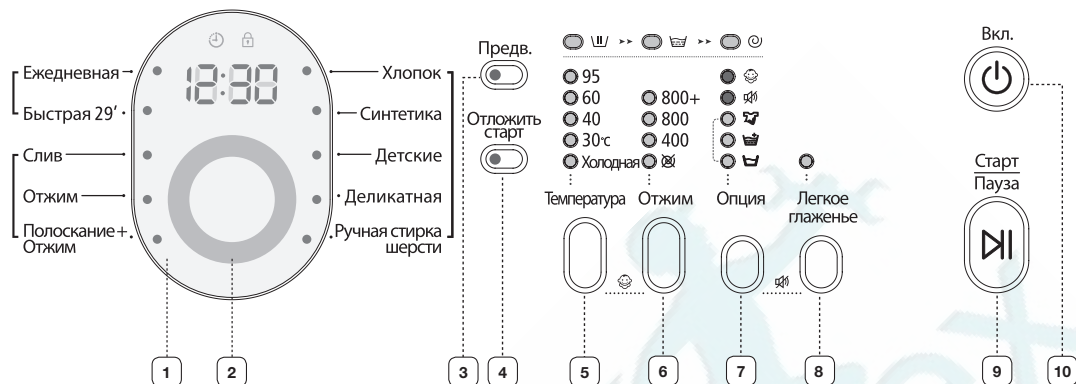 Ежедневная
Быстрая 29′
Слив
Отжим
Полоскание+
Отжим
12:30
Хлопок
Синтетика
Детские
Деликатная
Ручная стирка
шерсти
Предв.
Отложить
старт
95
60
40
30°c
Холодная
Температура
800+
800
400
Отжим
Опция
Легкое
глаженье
Вкл.
Старт
Пауза
1
2
3
4
5
6
7
8
9
10